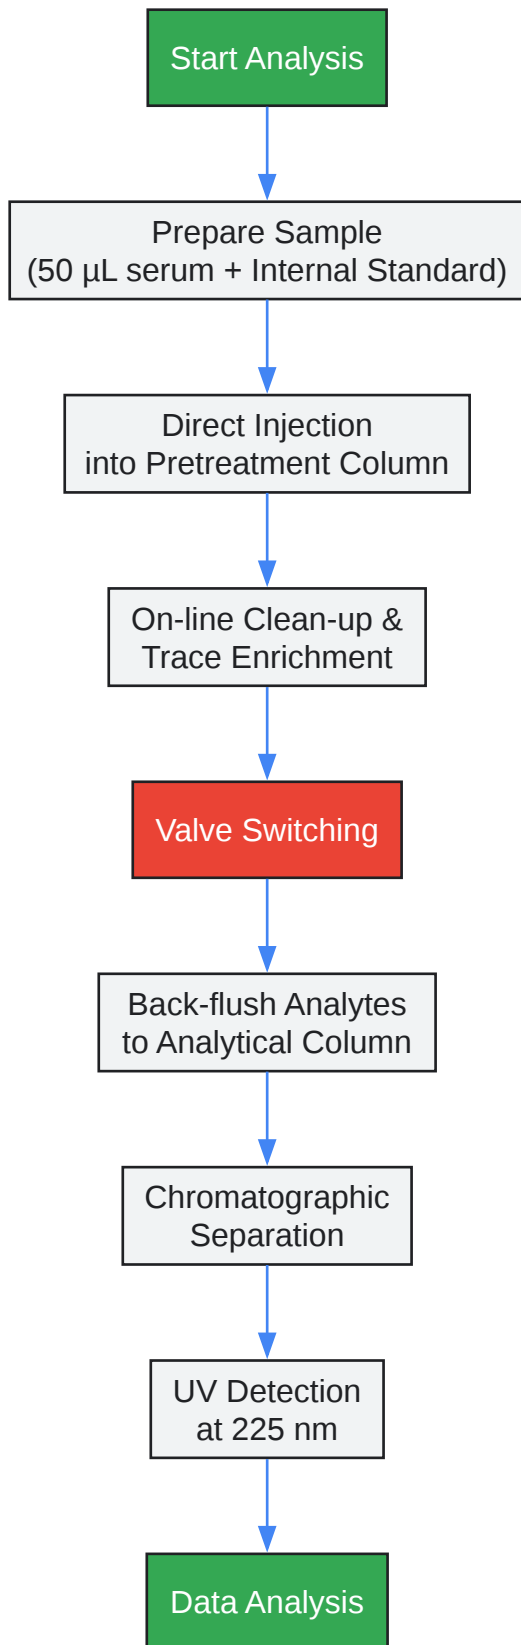 Start Analysis
Prepare Sample
(50 µL serum + Internal Standard)
Direct Injection
into Pretreatment Column
On-line Clean-up &
Trace Enrichment
Valve Switching
Back-flush Analytes
to Analytical Column
Chromatographic
Separation
UV Detection
at 225 nm
Data Analysis